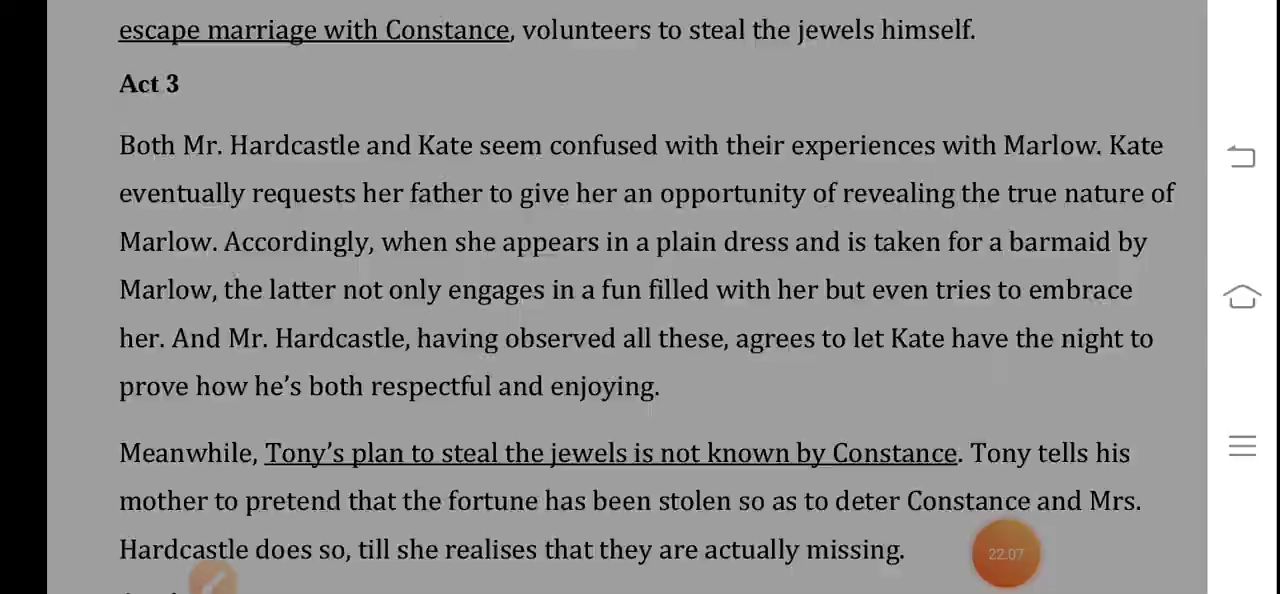 escape marriage with Constance, volunteers to steal the jewels himself.
Act 3
Both Mr. Hardcastle and Kate seem confused with their experiences with Marlow. Kate
eventually requests her father to give her an opportunity of revealing the true nature of
Marlow. Accordingly, when she appears in a plain dress and is taken for a barmaid by
Marlow, the latter not only engages in a fun filled with her but even tries to embrace
her. And Mr. Hardcastle, having observed all these, agrees to let Kate have the night to
prove how he’s both respectful and enjoying.
Meanwhile, Tony’s plan to steal the jewels is not known by Constance. Tony tells his
mother to pretend that the fortune has been stolen so as to deter Constance and Mrs.
Hardcastle does so, till she realises that they are actually missing.
22:07